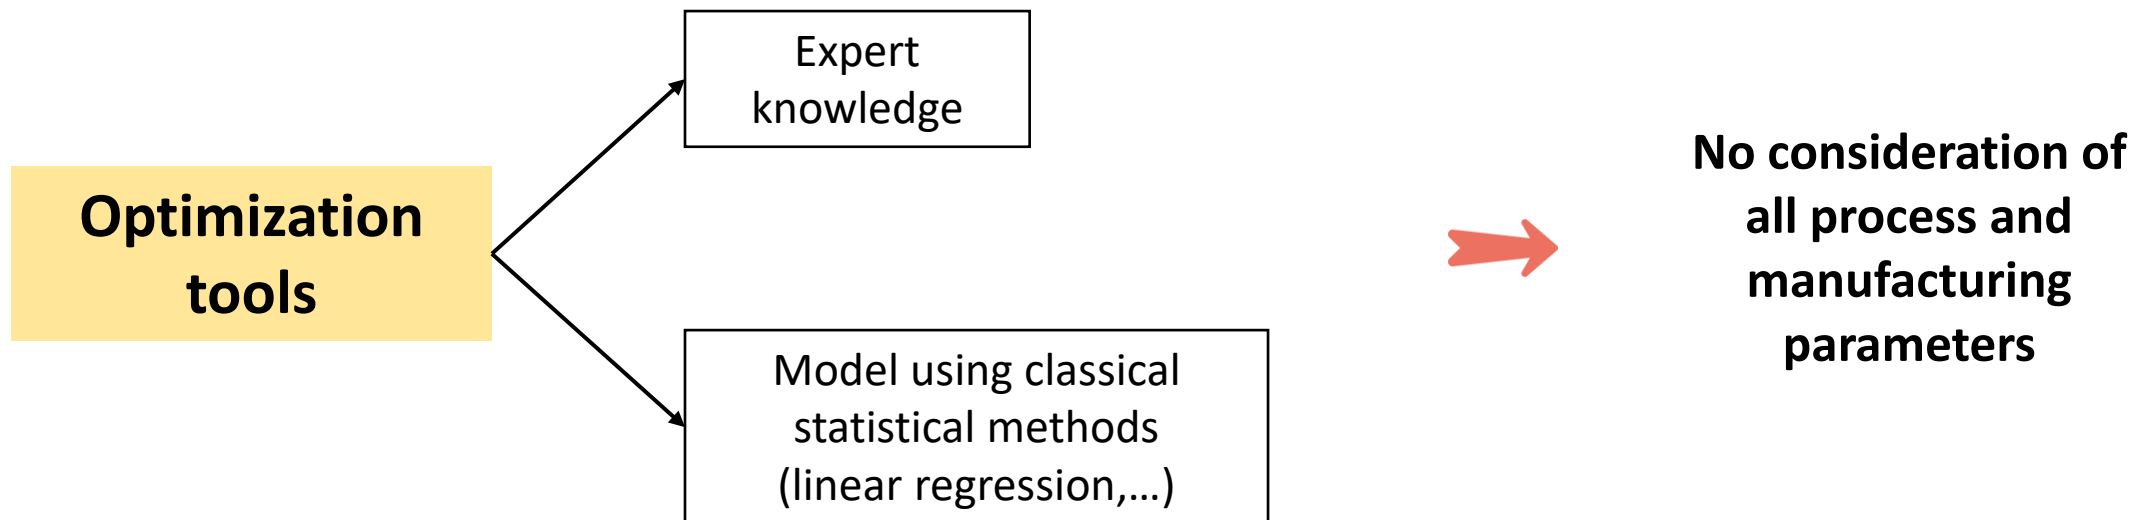 Optimization
tools
Expert
knowledge
Model using classical
statistical methods
(linear regression,...)
No consideration of
all process and
manufacturing
parameters